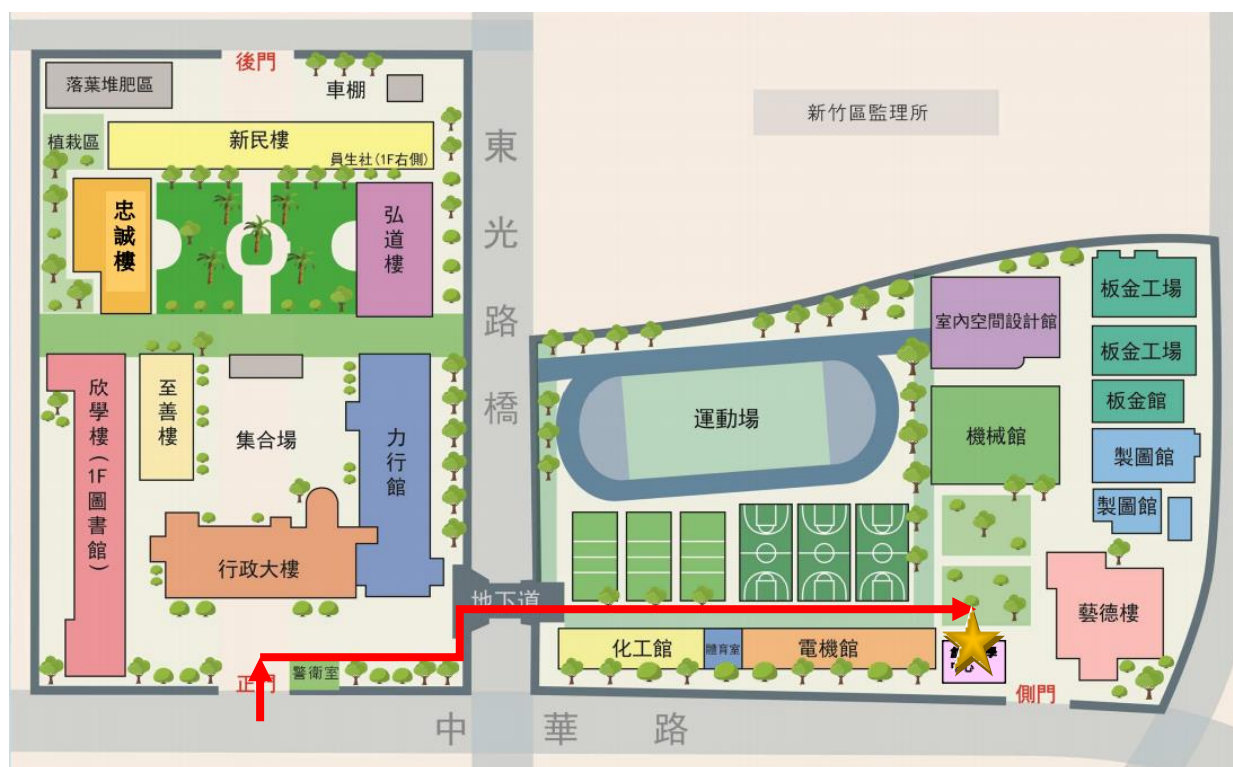 後門
落葉堆肥區
車棚
新竹區監理所
植栽區
新民樓
員生社(1F右側)
忠誠樓
弘道樓
東光路橋
板金工場
室內空間設計館
板金工場
板金館
欣學樓(1F圖書館)
至善樓
集合場
力行館
運動場
機械館
製圖館
製圖館
行政大樓
地下道
藝德樓
化工館
體育室
電機館
警衛室
正門
側門
中華路